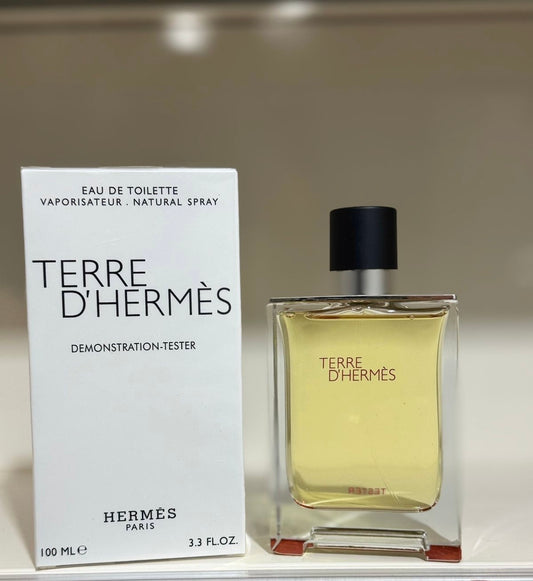 EAU DE TOILETTE
VAPORISATEUR . NATURAL SPRAY
TERRE
D'HERMÈS
DEMONSTRATION-TESTER
HERMÈS
PARIS
100 ML ℮
3.3 FL.OZ.
TERRE
D'HERMÈS
TESTER